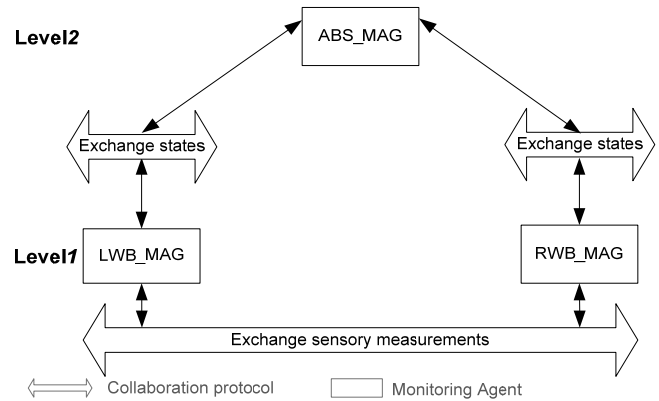 Level2
ABS_MAG
Exchange states
Exchange states
Level1
LWB_MAG
RWB_MAG
Exchange sensory measurements
Collaboration protocol
Monitoring Agent